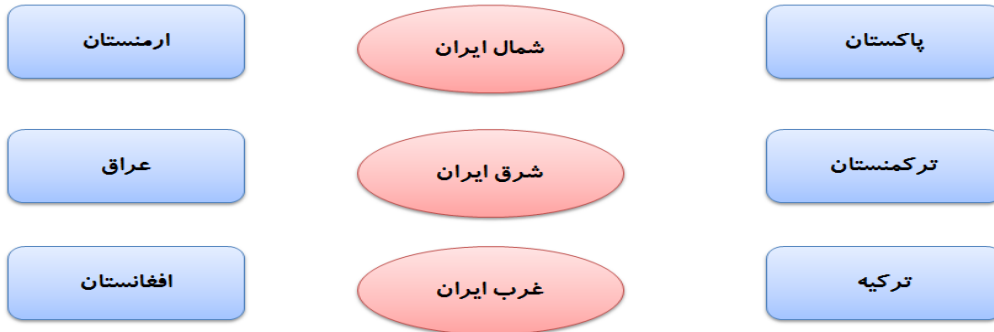 پاکستان
شمال ایران
ارمنستان
ترکمنستان
شرق ایران
عراق
ترکیه
غرب ایران
افغانستان